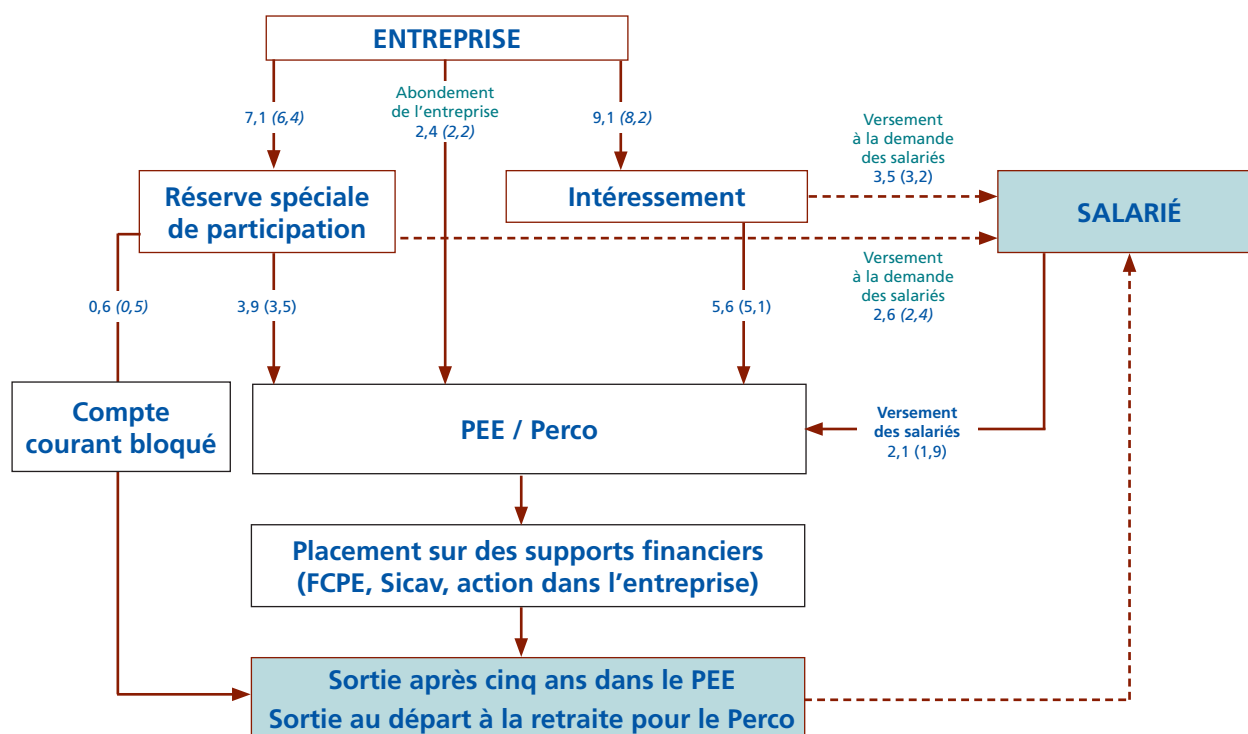 ENTREPRISE
7,1 (6,4)
Abondement
de l’entreprise
2,4 (2,2)
9,1 (8,2)
Versement
à la demande
des salariés
3,5 (3,2)
Réserve spéciale
de participation
Intéressement
SALARIÉ
Versement
à la demande
des salariés
2,6 (2,4)
0,6 (0,5)
3,9 (3,5)
5,6 (5,1)
Compte
courant bloqué
PEE / Perco
Versement
des salariés
2,1 (1,9)
Placement sur des supports financiers
(FCPE, Sicav, action dans l’entreprise)
Sortie après cinq ans dans le PEE
Sortie au départ à la retraite pour le Perco